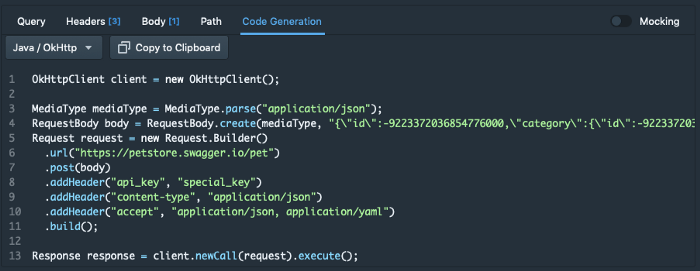 Query Headers [3] Body [1] Path Code Generation Mocking
Java / OkHttp Copy to Clipboard
1 OkHttpClient client = new OkHttpClient();
2
3 MediaType mediaType = MediaType.parse("application/json");
4 RequestBody body = RequestBody.create(mediaType, "{\"id\":-9223372036854776000,\"category\":{\"id\":-922337203
5 Request request = new Request.Builder()
6 .url("https://petstore.swagger.io/pet")
7 .post(body)
8 .addHeader("api_key", "special_key")
9 .addHeader("content-type", "application/json")
10 .addHeader("accept", "application/json, application/yaml")
11 .build();
12
13 Response response = client.newCall(request).execute();